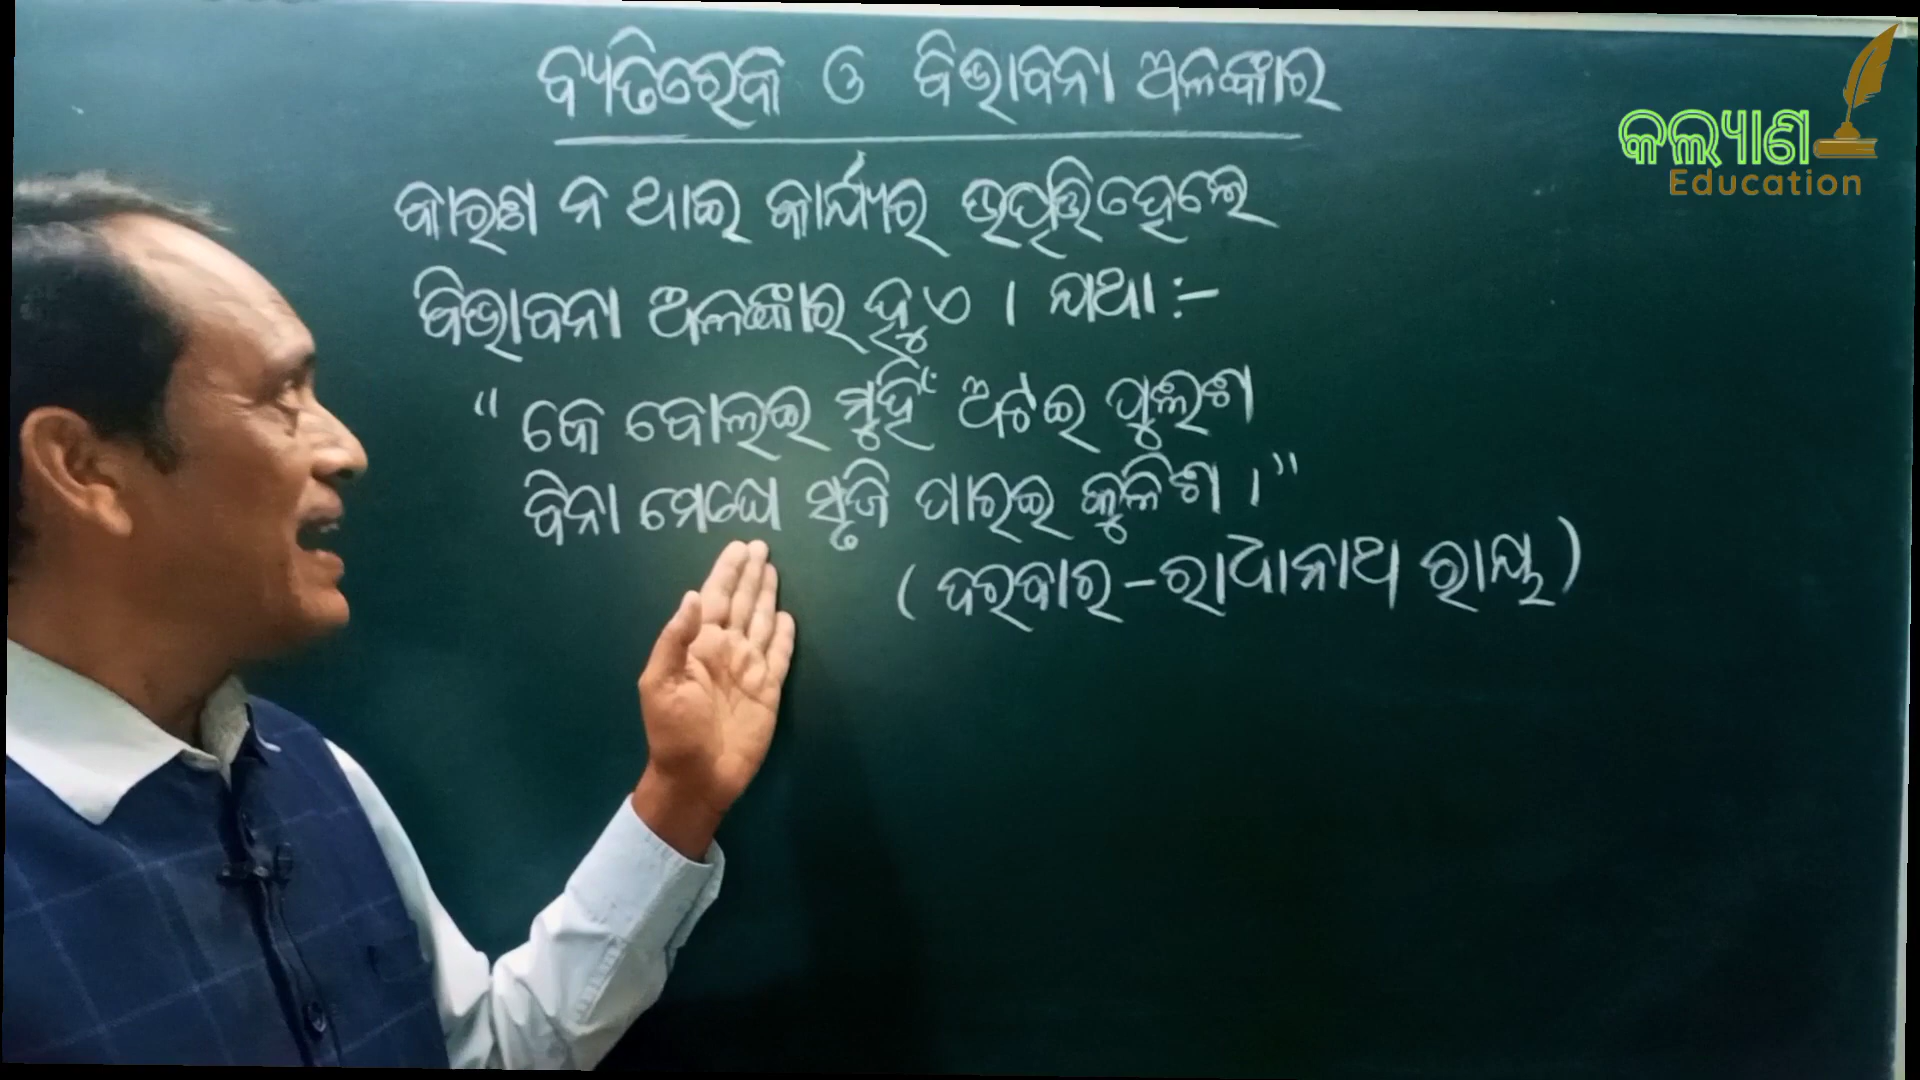 ବ୍ୟତିରେକ ଓ ବିଭାବନା ଅଳଙ୍କାର
କଲ୍ୟାଣ
Education
କାରଣ ନ ଥାଇ କାର୍ଯ୍ୟର ଉତ୍ପତ୍ତି ହେଲେ
ବିଭାବନା ଅଳଙ୍କାର ହୁଏ । ଯଥା :-
“ କେ ବୋଲଇ ମୁହିଁ ଅଟଇ ପୁଲିଶ
ବିନା ମେଘେ ସୃଜି ପାରଇ କୁଳିଶ ।”
( ଦରବାର - ରାଧାନାଥ ରାୟ )